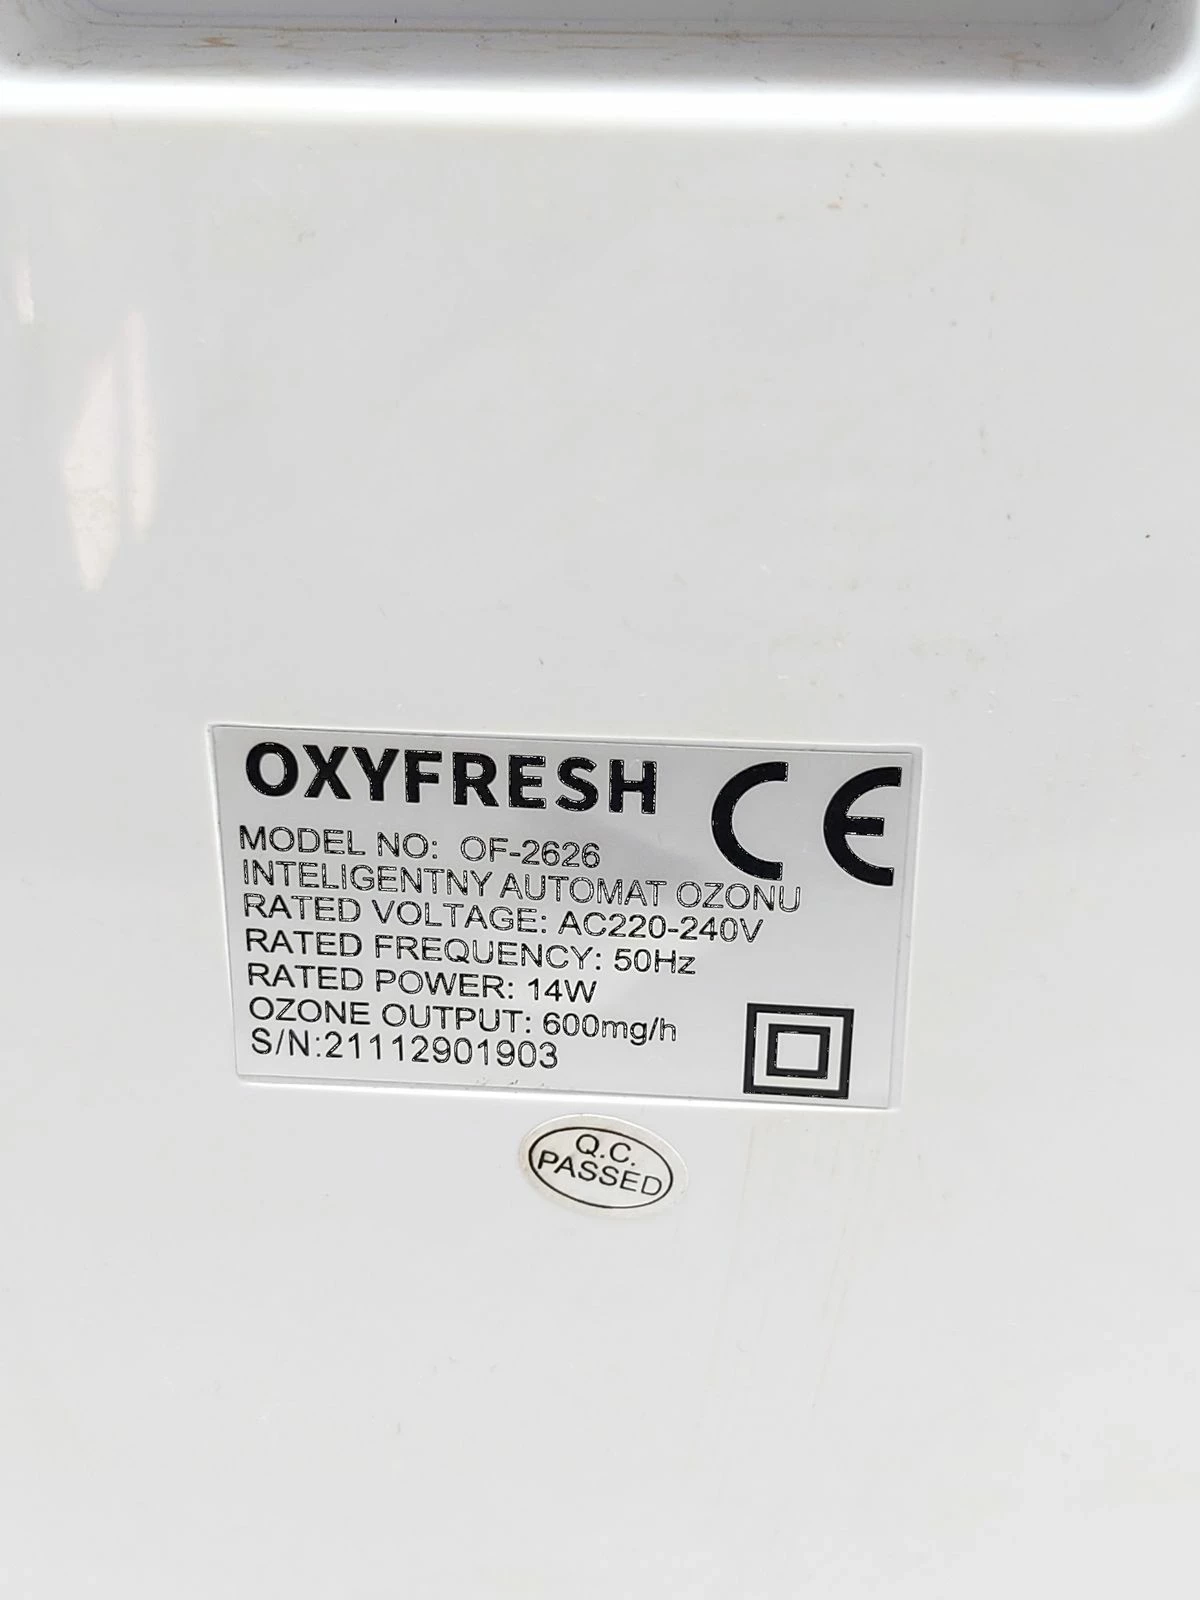 OXYFRESH CE
MODEL NO: OF-2626
INTELIGENTNY AUTOMAT OZONU
RATED VOLTAGE: AC220-240V
RATED FREQUENCY: 50Hz
RATED POWER: 14W
OZONE OUTPUT: 600mg/h
S/N:21112901903
Q.C.
PASSED